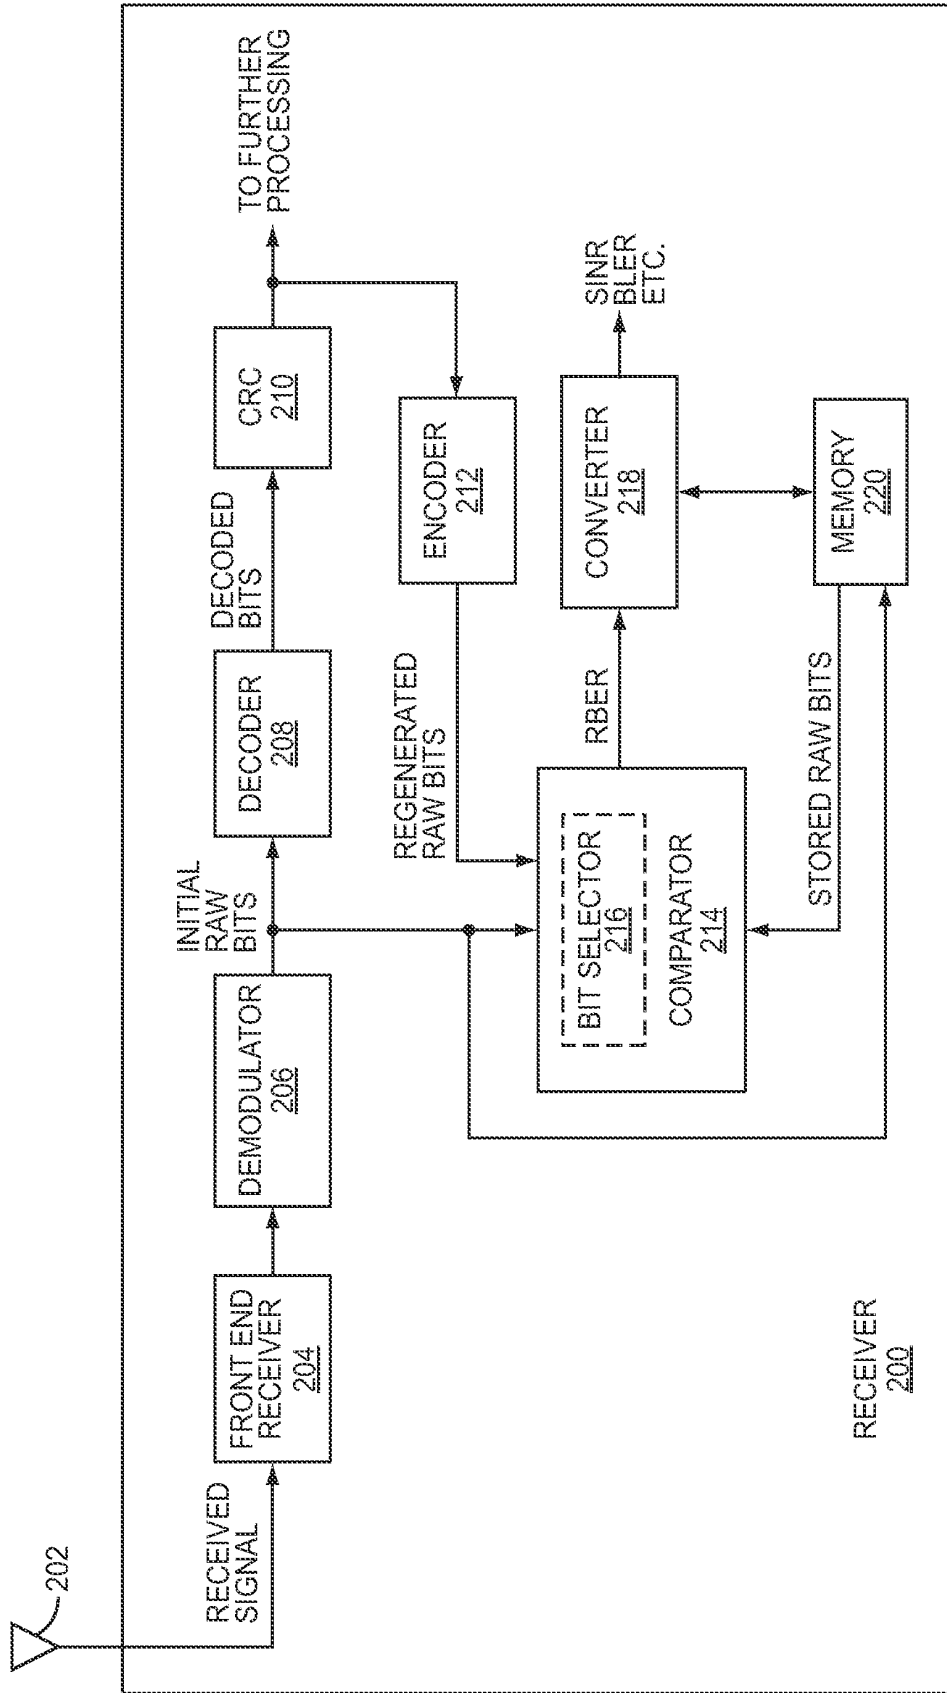 202
RECEIVED
SIGNAL
FRONT END
RECEIVER
204
DEMODULATOR
206
INITIAL
RAW
BITS
DECODER
208
DECODED
BITS
CRC
210
TO FURTHER
PROCESSING
ENCODER
212
REGENERATED
RAW BITS
BIT SELECTOR
216
COMPARATOR
214
RBER
CONVERTER
218
SINR
BLER
ETC.
STORED RAW BITS
MEMORY
220
RECEIVER
200